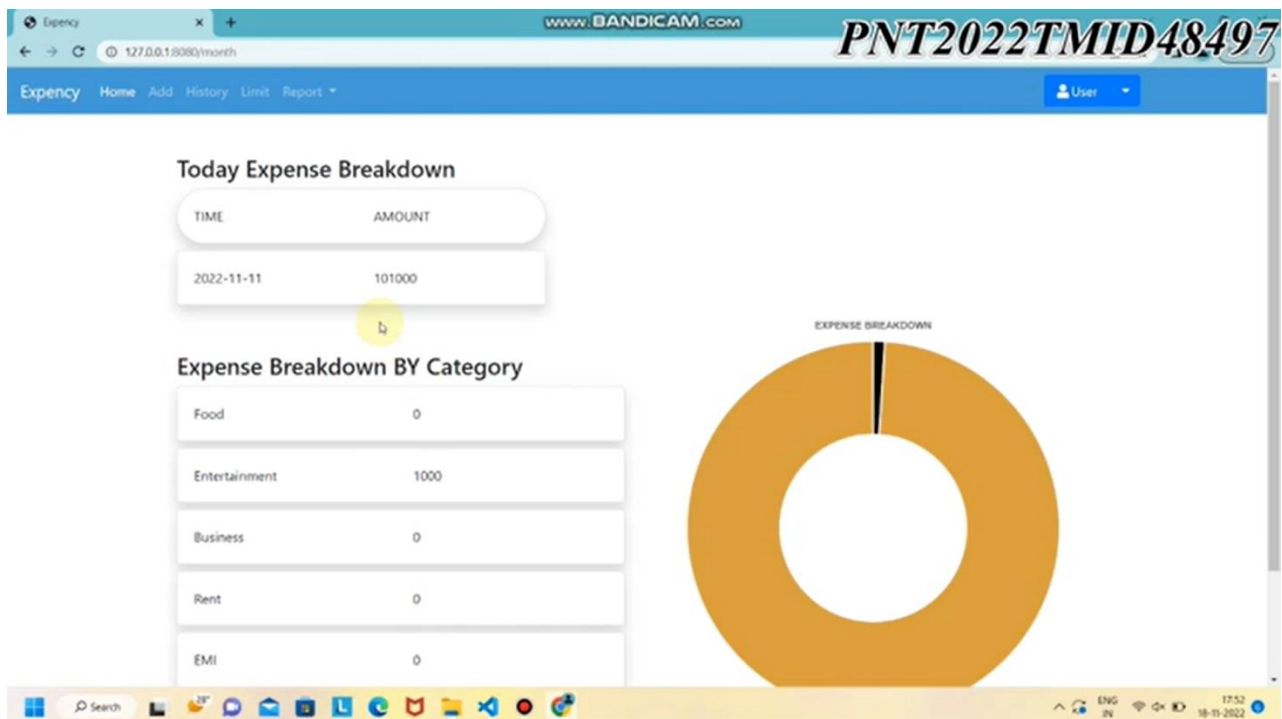 Expency
www.BANDICAM.com
PNT2022TMID48497
127.0.0.1:8080/month
Expency Home Add History Limit Report
User
Today Expense Breakdown
TIME AMOUNT
2022-11-11 101000
EXPENSE BREAKDOWN
Expense Breakdown BY Category
Food 0
Entertainment 1000
Business 0
Rent 0
EMI 0
Search
28°
ENG
IN
17:52
18-11-2022